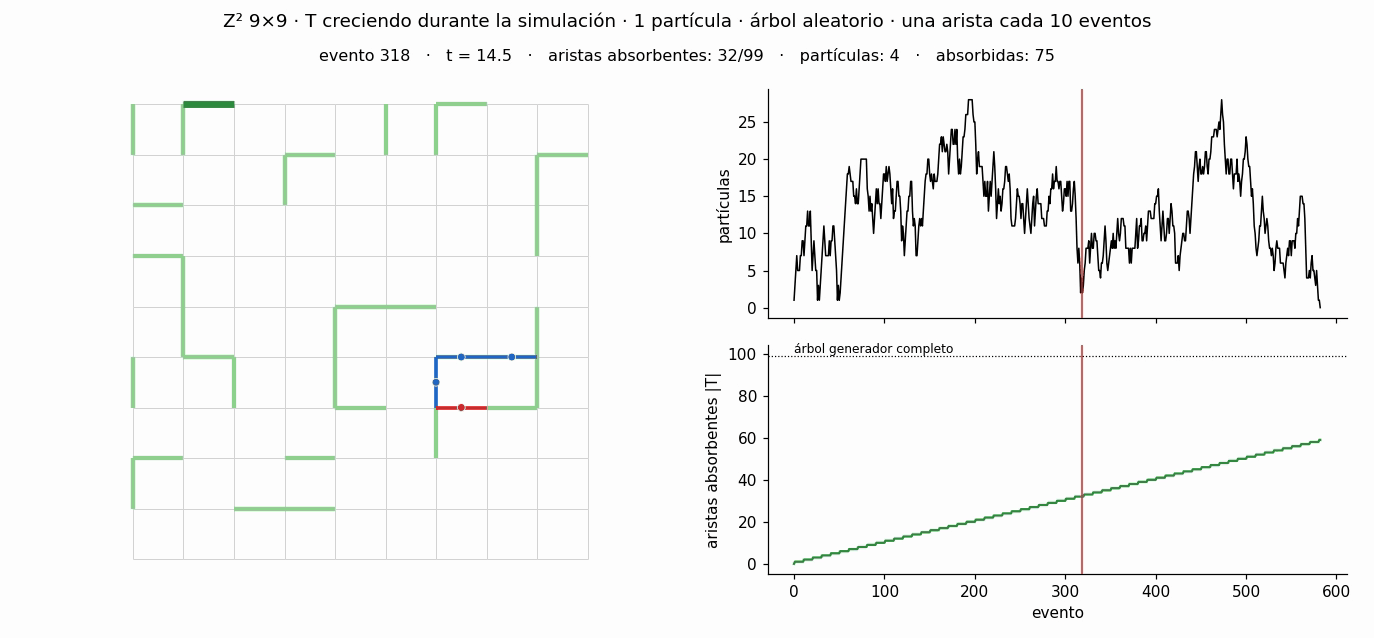 Z² 9×9 · T creciendo durante la simulación · 1 partícula · árbol aleatorio · una arista cada 10 eventos
evento 318 · t = 14.5 · aristas absorbentes: 32/99 · partículas: 4 · absorbidas: 75
25
20
15
10
5
0
partículas
árbol generador completo
100
80
60
40
20
0
aristas absorbentes |T|
0 100 200 300 400 500 600
evento